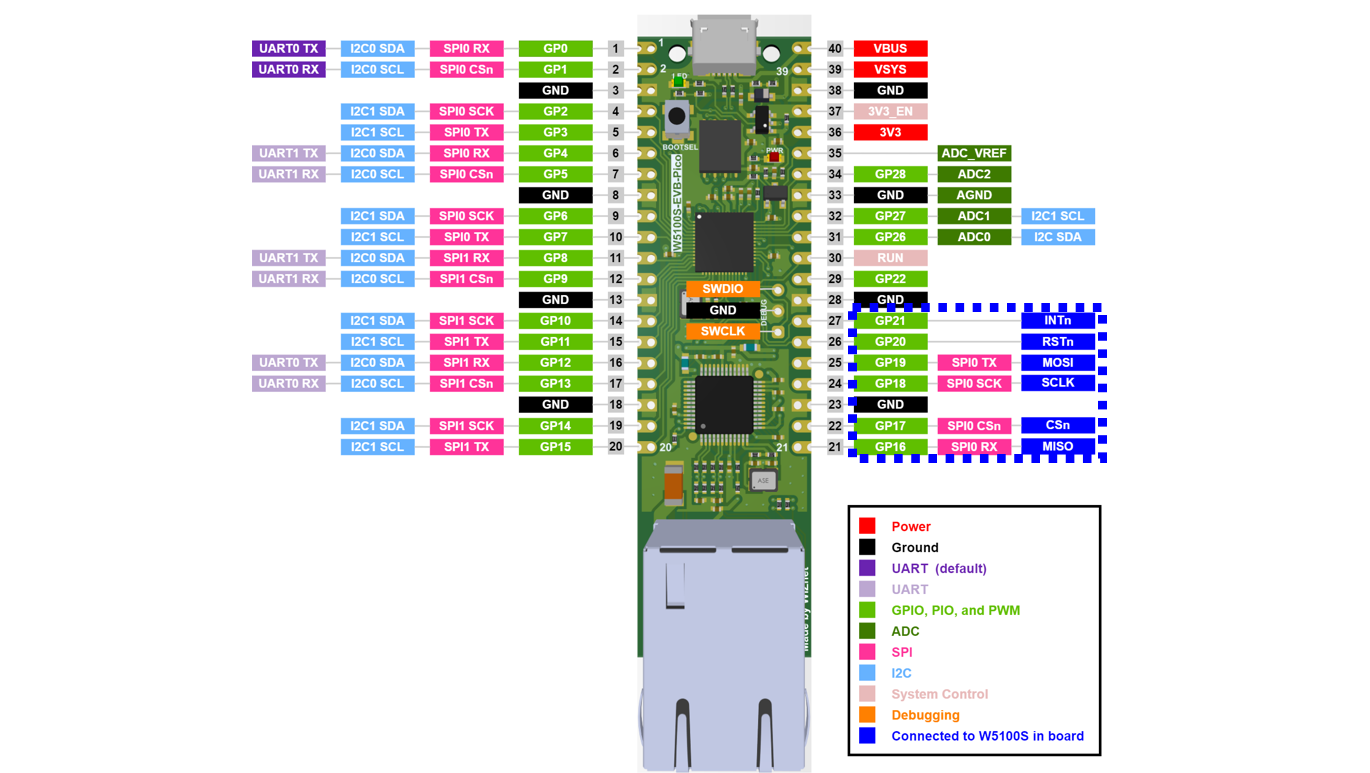 UART0 TX I2C0 SDA SPI0 RX GP0 1 1 40 VBUS
UART0 RX I2C0 SCL SPI0 CSn GP1 2 2 39 39 VSYS
GND 3 LED 38 GND
I2C1 SDA SPI0 SCK GP2 4 37 3V3_EN
I2C1 SCL SPI0 TX GP3 5 36 3V3
BOOTSEL
UART1 TX I2C0 SDA SPI0 RX GP4 6 PWR 35 ADC_VREF
UART1 RX I2C0 SCL SPI0 CSn GP5 7 34 GP28 ADC2
W5100S-EVB-Pico
GND 8 33 GND AGND
I2C1 SDA SPI0 SCK GP6 9 32 GP27 ADC1 I2C1 SCL
I2C1 SCL SPI0 TX GP7 10 31 GP26 ADC0 I2C SDA
UART1 TX I2C0 SDA SPI1 RX GP8 11 30 RUN
UART1 RX I2C0 SCL SPI1 CSn GP9 12 29 GP22
SWDIO
GND 13 28 GND
GND DEBUG
I2C1 SDA SPI1 SCK GP10 14 27 GP21 INTn
SWCLK
I2C1 SCL SPI1 TX GP11 15 26 GP20 RSTn
UART0 TX I2C0 SDA SPI1 RX GP12 16 25 GP19 SPI0 TX MOSI
UART0 RX I2C0 SCL SPI1 CSn GP13 17 24 GP18 SPI0 SCK SCLK
GND 18 23 GND
I2C1 SDA SPI1 SCK GP14 19 22 GP17 SPI0 CSn CSn
I2C1 SCL SPI1 TX GP15 20 20 21 21 GP16 SPI0 RX MISO
ASE
Made by WIZnet
Power
Ground
UART (default)
UART
GPIO, PIO, and PWM
ADC
SPI
I2C
System Control
Debugging
Connected to W5100S in board